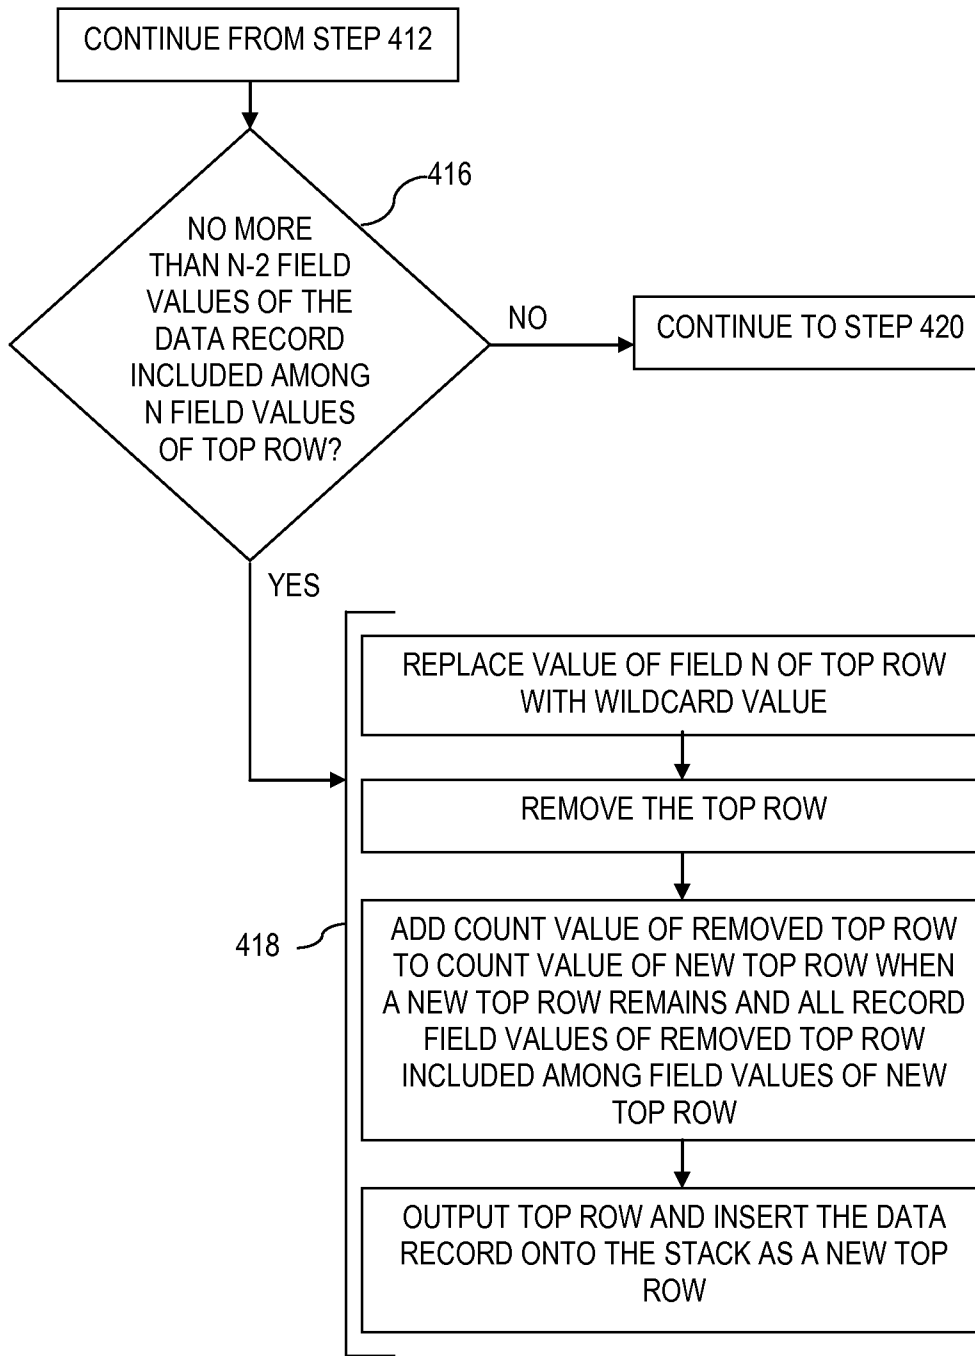 CONTINUE FROM STEP 412
416
NO MORE
THAN N-2 FIELD
VALUES OF THE
DATA RECORD
INCLUDED AMONG
N FIELD VALUES
OF TOP ROW?
NO
CONTINUE TO STEP 420
YES
REPLACE VALUE OF FIELD N OF TOP ROW
WITH WILDCARD VALUE
REMOVE THE TOP ROW
418
ADD COUNT VALUE OF REMOVED TOP ROW
TO COUNT VALUE OF NEW TOP ROW WHEN
A NEW TOP ROW REMAINS AND ALL RECORD
FIELD VALUES OF REMOVED TOP ROW
INCLUDED AMONG FIELD VALUES OF NEW
TOP ROW
OUTPUT TOP ROW AND INSERT THE DATA
RECORD ONTO THE STACK AS A NEW TOP
ROW